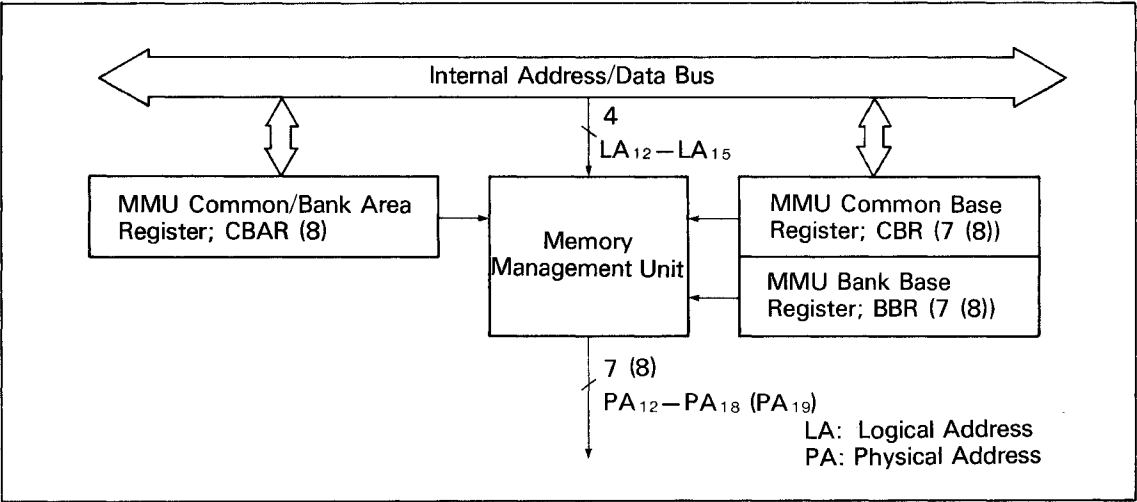 Internal Address/Data Bus
4
LA12—LA15
MMU Common/Bank Area
Register; CBAR (8)
Memory
Management Unit
MMU Common Base
Register; CBR (7 (8))
MMU Bank Base
Register; BBR (7 (8))
7 (8)
PA12—PA18 (PA19)
LA: Logical Address
PA: Physical Address